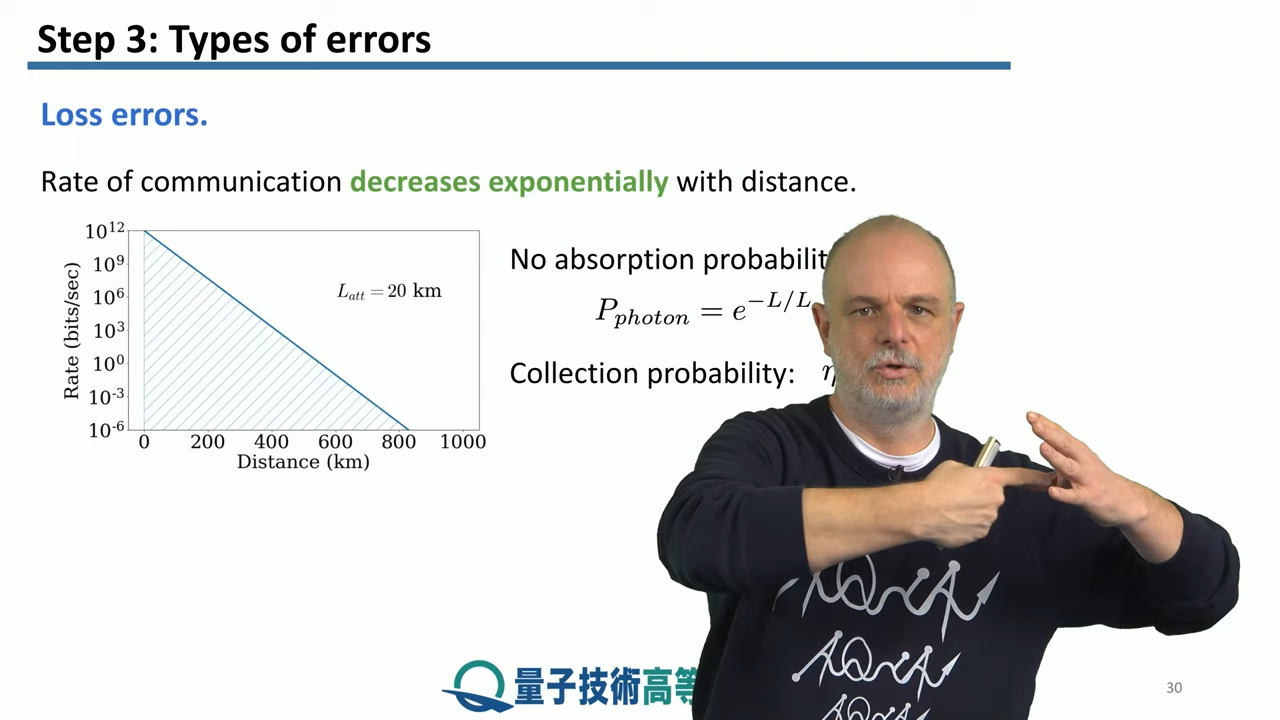 Step 3: Types of errors
Loss errors.
Rate of communication decreases exponentially with distance.
10^12
10^9
10^6
10^3
10^0
10^-3
10^-6
Rate (bits/sec)
L_att = 20 km
0 200 400 600 800 1000
Distance (km)
No absorption
P_photon = e^-L/L
Collection probability: η
量子技術高等
30